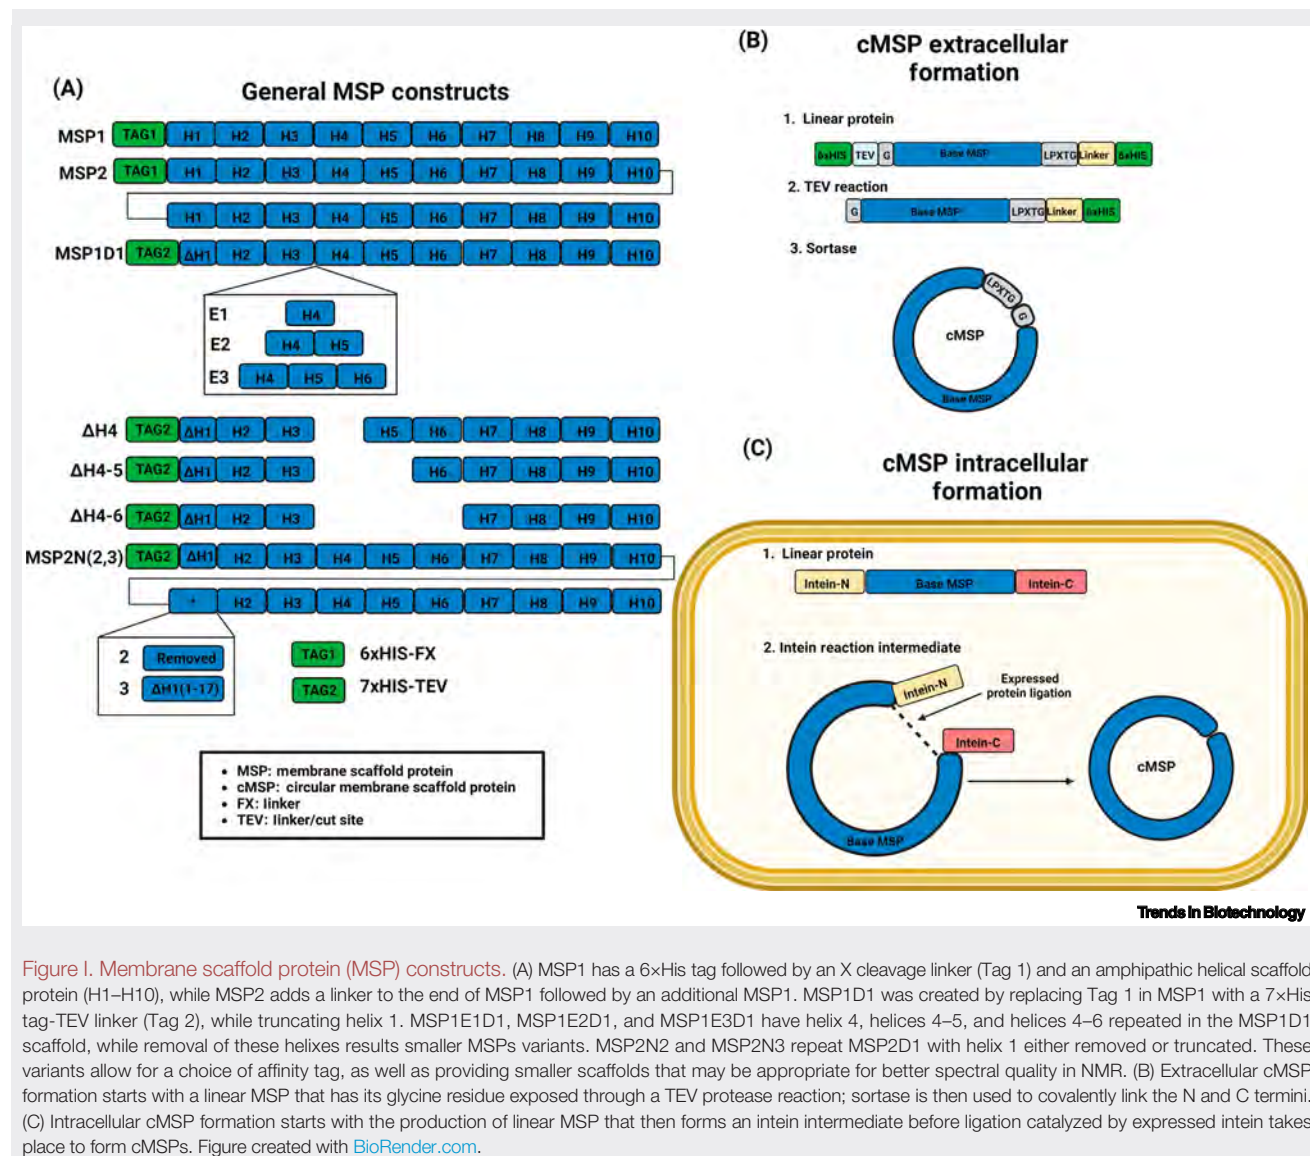 (A)
General MSP constructs
MSP1 TAG1 H1 H2 H3 H4 H5 H6 H7 H8 H9 H10
MSP2 TAG1 H1 H2 H3 H4 H5 H6 H7 H8 H9 H10
H1 H2 H3 H4 H5 H6 H7 H8 H9 H10
MSP1D1 TAG2 ΔH1 H2 H3 H4 H5 H6 H7 H8 H9 H10
E1 H4
E2 H4 H5
E3 H4 H5 H6
ΔH4 TAG2 ΔH1 H2 H3 H5 H6 H7 H8 H9 H10
ΔH4-5 TAG2 ΔH1 H2 H3 H6 H7 H8 H9 H10
ΔH4-6 TAG2 ΔH1 H2 H3 H7 H8 H9 H10
MSP2N(2,3) TAG2 ΔH1 H2 H3 H4 H5 H6 H7 H8 H9 H10
* H2 H3 H4 H5 H6 H7 H8 H9 H10
2 Removed
3 ΔH1(1-17)
TAG1 6xHIS-FX
TAG2 7xHIS-TEV
• MSP: membrane scaffold protein
• cMSP: circular membrane scaffold protein
• FX: linker
• TEV: linker/cut site
(B)
cMSP extracellular
formation
1. Linear protein
6xHIS TEV G Base MSP LPXTG Linker 6xHIS
2. TEV reaction
G Base MSP LPXTG Linker 6xHIS
3. Sortase
LPXTG
G
cMSP
Base MSP
(C)
cMSP intracellular
formation
1. Linear protein
Intein-N Base MSP Intein-C
2. Intein reaction intermediate
Intein-N
Expressed
protein ligation
Intein-C
Base MSP
cMSP
Trends in Biotechnology
Figure I. Membrane scaffold protein (MSP) constructs. (A) MSP1 has a 6×His tag followed by an X cleavage linker (Tag 1) and an amphipathic helical scaffold
protein (H1–H10), while MSP2 adds a linker to the end of MSP1 followed by an additional MSP1. MSP1D1 was created by replacing Tag 1 in MSP1 with a 7×His
tag-TEV linker (Tag 2), while truncating helix 1. MSP1E1D1, MSP1E2D1, and MSP1E3D1 have helix 4, helices 4–5, and helices 4–6 repeated in the MSP1D1
scaffold, while removal of these helixes results smaller MSPs variants. MSP2N2 and MSP2N3 repeat MSP2D1 with helix 1 either removed or truncated. These
variants allow for a choice of affinity tag, as well as providing smaller scaffolds that may be appropriate for better spectral quality in NMR. (B) Extracellular cMSP
formation starts with a linear MSP that has its glycine residue exposed through a TEV protease reaction; sortase is then used to covalently link the N and C termini.
(C) Intracellular cMSP formation starts with the production of linear MSP that then forms an intein intermediate before ligation catalyzed by expressed intein takes
place to form cMSPs. Figure created with BioRender.com.